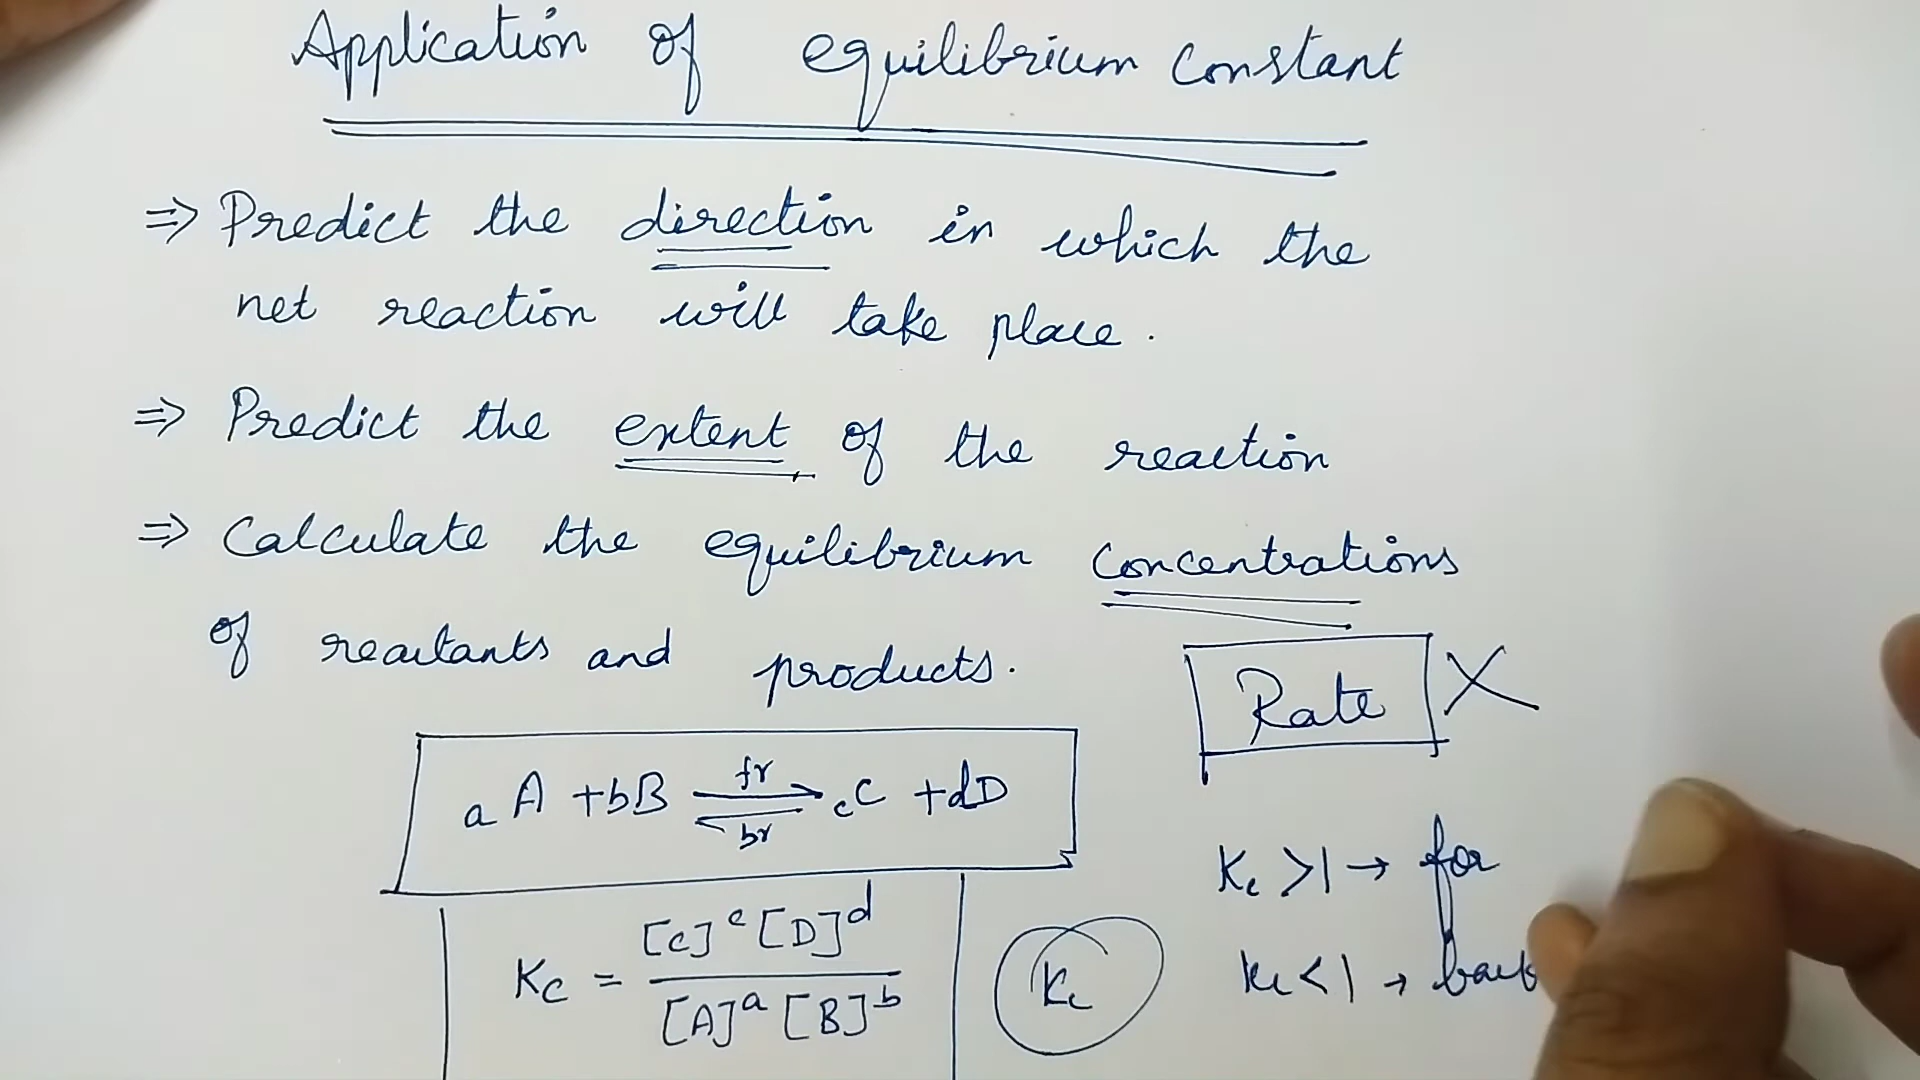 Application of equilibrium constant
⇒ Predict the direction in which the
net reaction will take place.
⇒ Predict the extent of the reaction
⇒ Calculate the equilibrium concentrations
of reactants and products.
Rate X
a A + bB ⇌ cC + dD
fr
br
Kc = [C]^c [D]^d / [A]^a [B]^b
Kc
Kc >1 → for
Kc < 1 → back